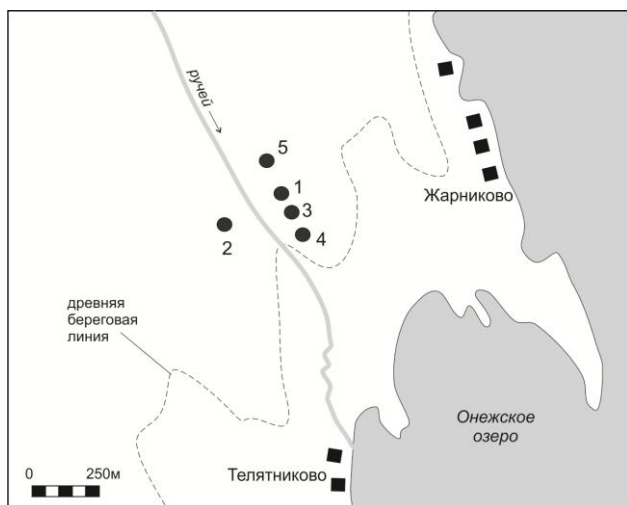 ручей
5
1
3
2
4
Жарниково
древняя
береговая
линия
Онежское
озеро
0 250м
Телятниково